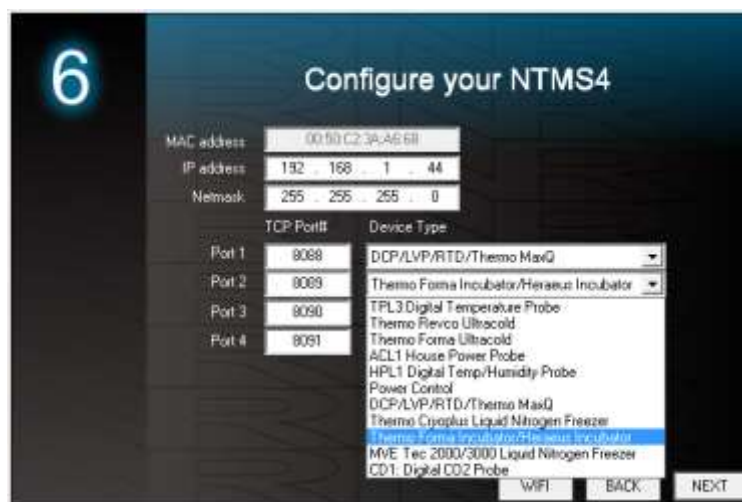 6
Configure your NTMS4
MAC address 00:50:C2:3A:A6:6B
IP address 192 . 168 . 1 . 44
Netmask 255 . 255 . 255 . 0
TCP Port# Device Type
Port 1 8088 DCP/LVP/RTD/Thermo MaxQ
Port 2 8089 Thermo Forma Incubator/Heraeus Incubator
Port 3 8090
Port 4 8091
TPL3 Digital Temperature Probe
Thermo Revco Ultracold
Thermo Forma Ultracold
ACL1 House Power Probe
HPL1 Digital Temp/Humidity Probe
Power Control
DCP/LVP/RTD/Thermo MaxQ
Thermo Cryoplus Liquid Nitrogen Freezer
Thermo Forma Incubator/Heraeus Incubator
MVE Tec 2000/3000 Liquid Nitrogen Freezer
CD1: Digital CO2 Probe
WIFI BACK NEXT